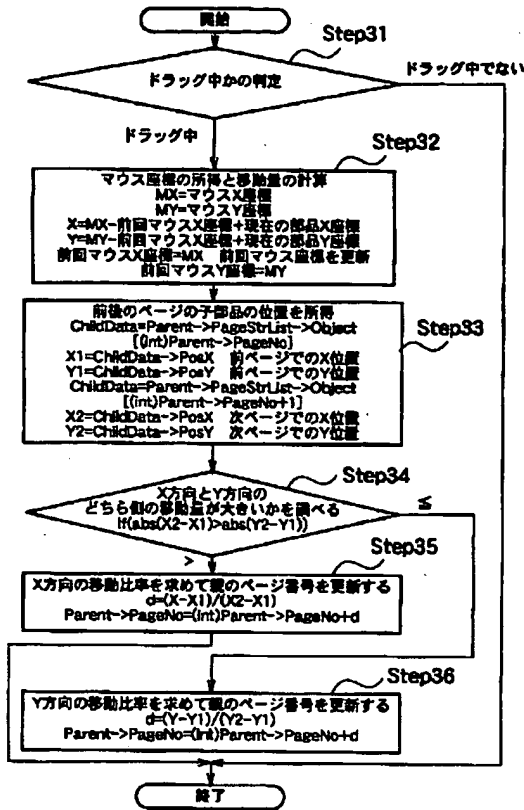 開始
Step31
ドラッグ中かの判定
ドラッグ中でない
ドラッグ中
Step32
マウス座標の所得と移動量の計算
MX=マウスX座標
MY=マウスY座標
X=MX-前回マウスX座標+現在の部品X座標
Y=MY-前回マウスX座標+現在の部品Y座標
前回マウスX座標=MX 前回マウス座標を更新
前回マウスY座標=MY
Step33
前後のページの子部品の位置を所得
ChildData=Parent->PageStrList->Object
[(int)Parent->PageNo]
X1=ChildData->PosX 前ページでのX位置
Y1=ChildData->PosY 前ページでのY位置
ChildData=Parent->PageStrList->Object
[(int)Parent->PageNo+1]
X2=ChildData->PosX 次ページでのX位置
Y2=ChildData->PosY 次ページでのY位置
Step34
X方向とY方向の
どちら側の移動量が大きいかを調べる
if(abs(X2-X1)>abs(Y2-Y1))
≦
>
Step35
X方向の移動比率を求めて親のページ番号を更新する
d=(X-X1)/(X2-X1)
Parent->PageNo=(int)Parent->PageNo+d
Step36
Y方向の移動比率を求めて親のページ番号を更新する
d=(Y-Y1)/(Y2-Y1)
Parent->PageNo=(int)Parent->PageNo+d
終了